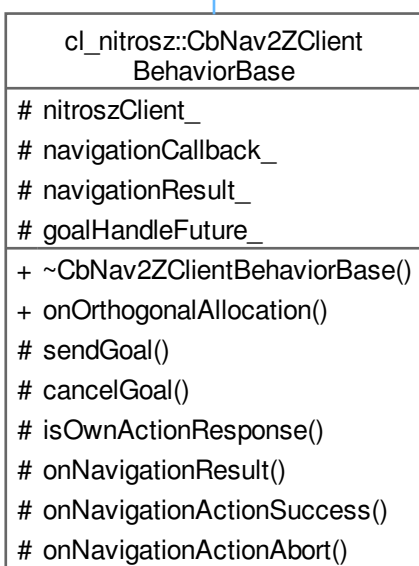 cl_nitrosz::CbNav2ZClient
BehaviorBase
# nitroszClient_
# navigationCallback_
# navigationResult_
# goalHandleFuture_
+ ~CbNav2ZClientBehaviorBase()
+ onOrthogonalAllocation()
# sendGoal()
# cancelGoal()
# isOwnActionResponse()
# onNavigationResult()
# onNavigationActionSuccess()
# onNavigationActionAbort()